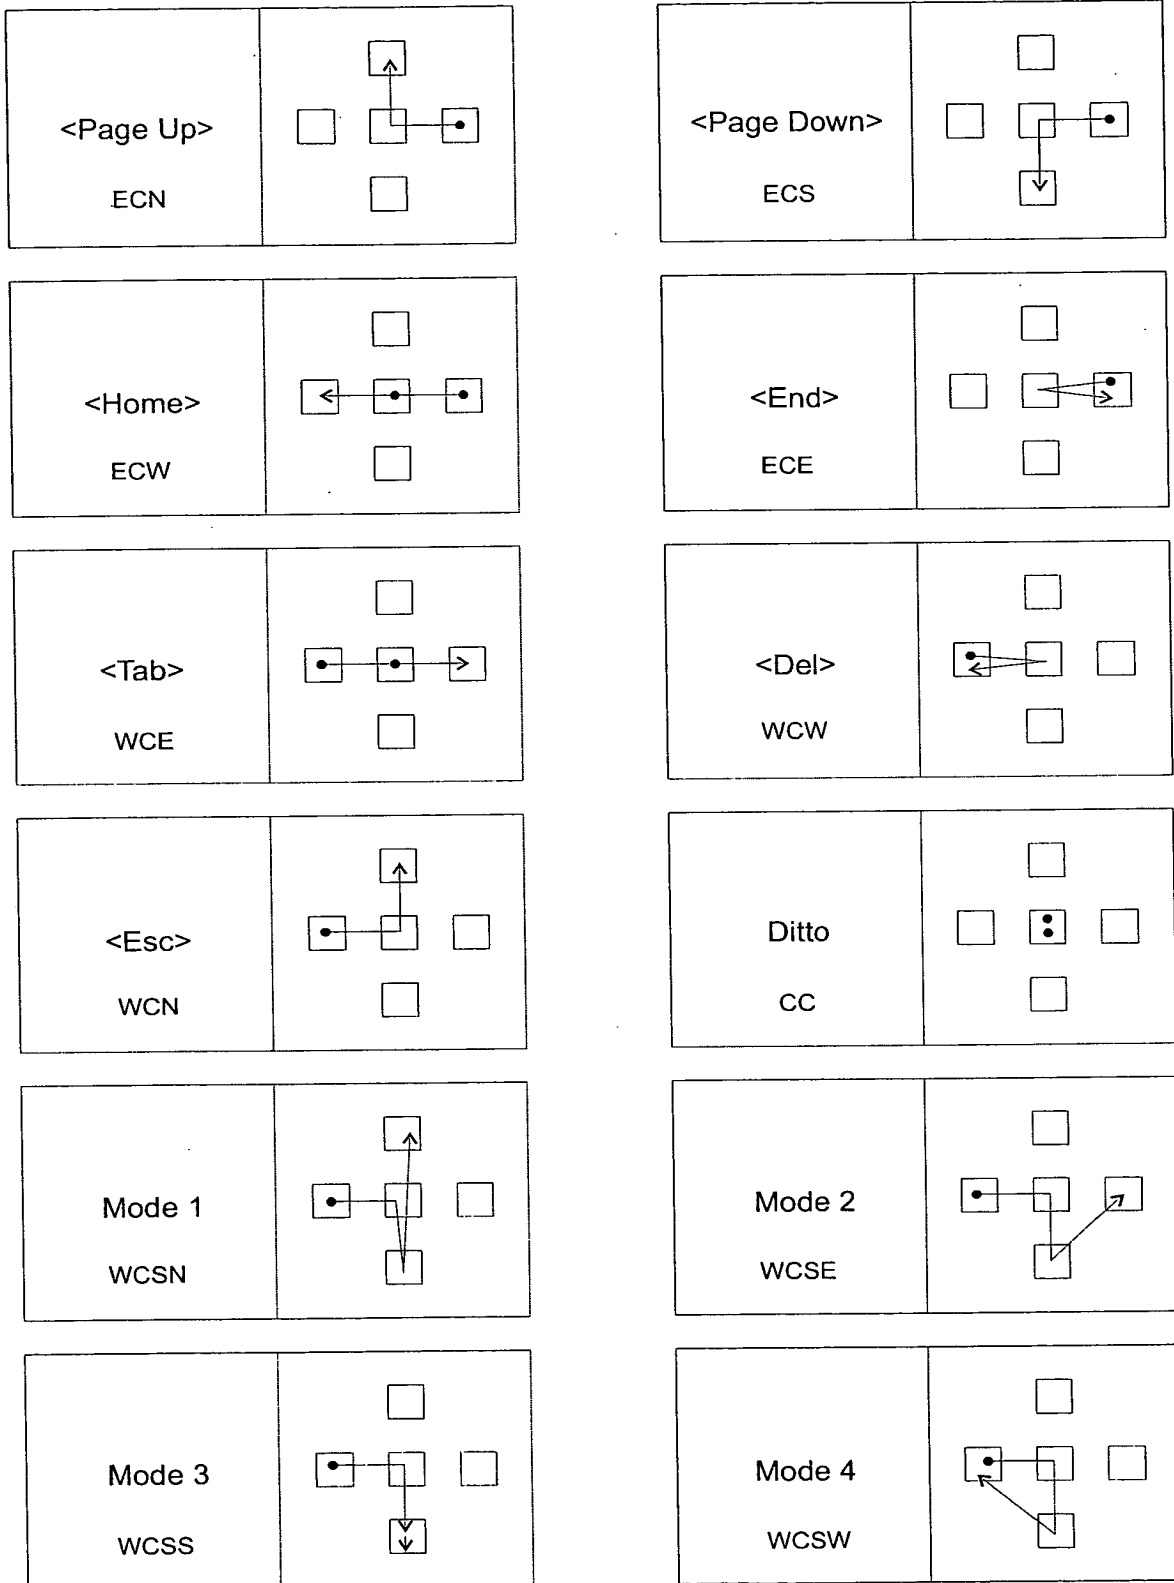 <Page Up>
ECN
<Page Down>
ECS
<Home>
ECW
<End>
ECE
<Tab>
WCE
<Del>
WCW
<Esc>
WCN
Ditto
CC
Mode 1
WCSN
Mode 2
WCSE
Mode 3
WCSS
Mode 4
WCSW